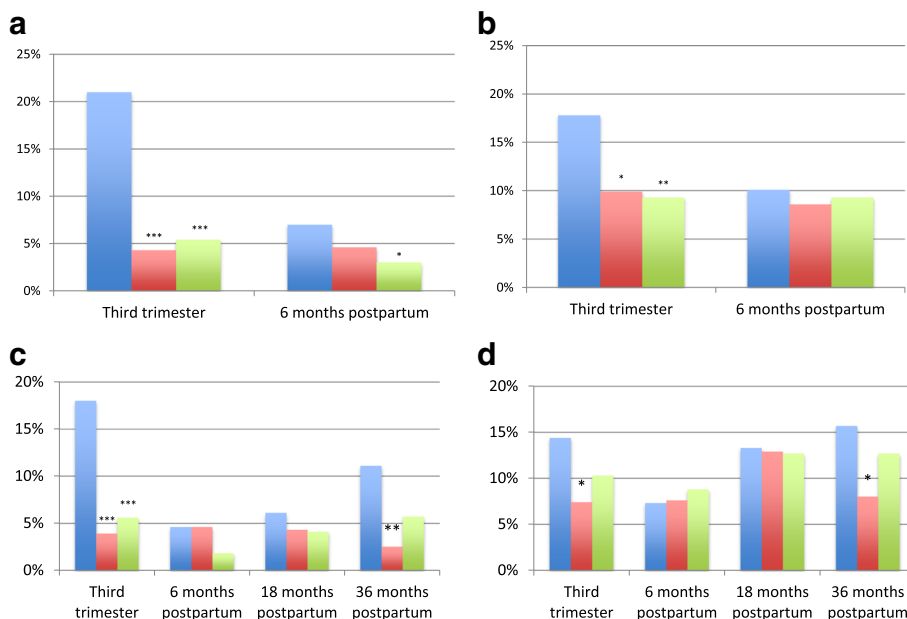 a
25%
20%
15%
10%
5%
0%
***
***
*
Third trimester
6 months postpartum
b
25%
20%
15%
10%
5%
0%
*
**
Third trimester
6 months postpartum
c
20%
15%
10%
5%
0%
***
***
**
Third
trimester
6 months
postpartum
18 months
postpartum
36 months
postpartum
d
20%
15%
10%
5%
0%
*
*
Third
trimester
6 months
postpartum
18 months
postpartum
36 months
postpartum